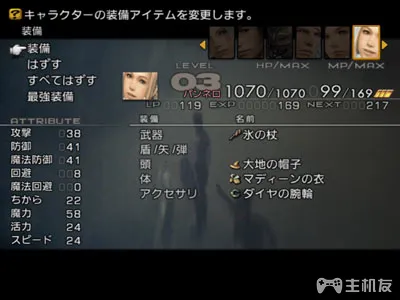 キャラクターの装備アイテムを変更します。
装備
装備
はずす
すべてはずす
最強装備
LEVEL HP/MAX MP/MAX
03 1070/1070 99/169
パンネロ
LP 119 EXP 169 NEXT 217
ATTRIBUTE
攻撃 038
防御 041
魔法防御 041
回避 008
魔法回避 000
ちから 22
魔力 58
活力 24
スピード 24
装備 名前
武器 氷の杖
盾/矢/弾
頭 大地の帽子
体 マディーンの衣
アクセサリ ダイヤの腕輪
主机友